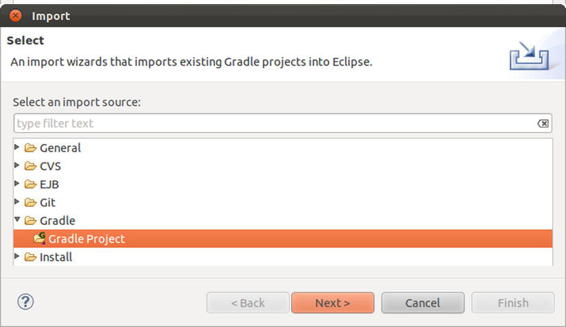 Import
Select
An import wizards that imports existing Gradle projects into Eclipse.
Select an import source:
type filter text
General
CVS
EJB
Git
Gradle
Gradle Project
Install
?
< Back
Next >
Cancel
Finish